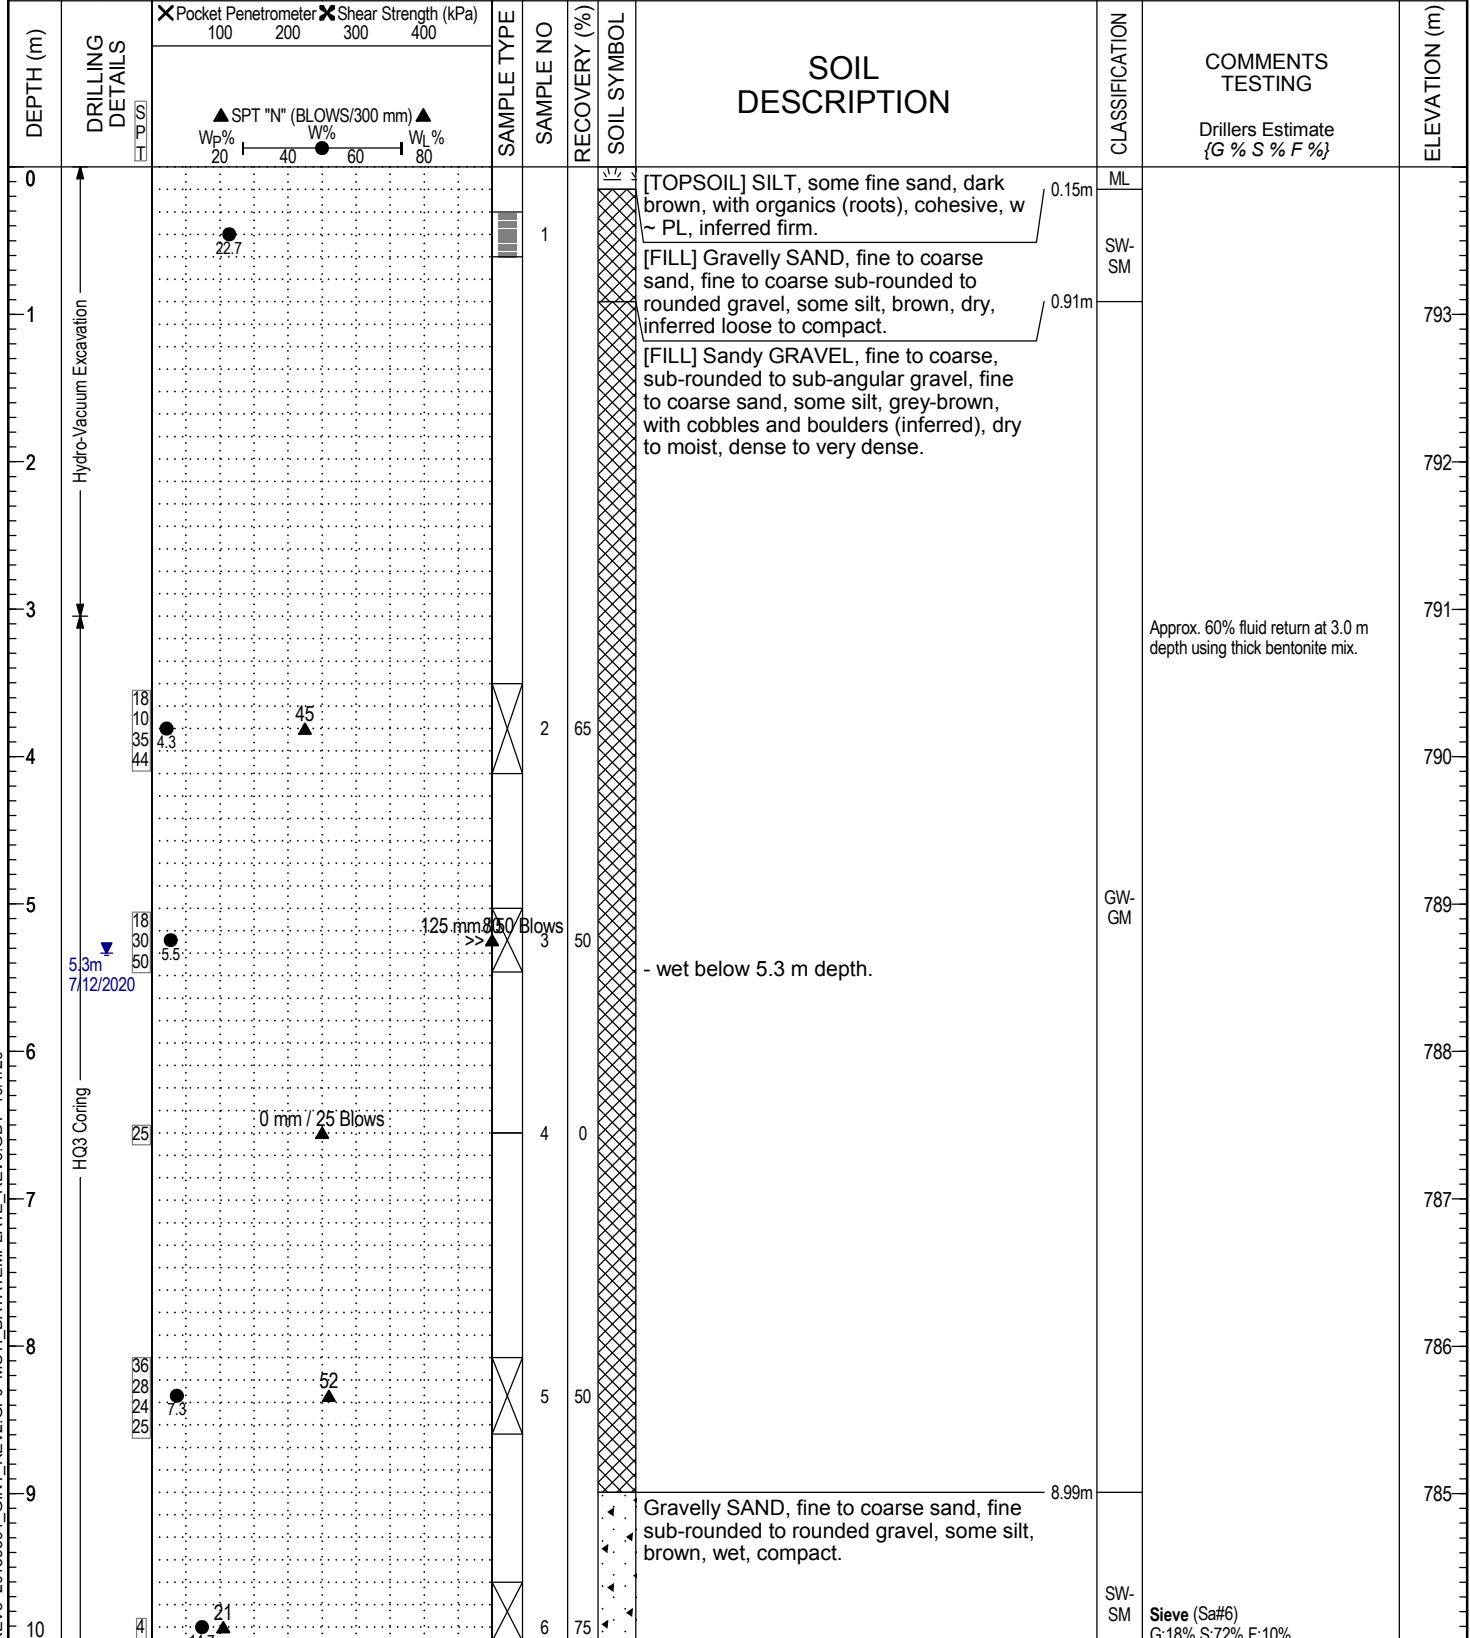 DEPTH (m)
DRILLING DETAILS
S
P
T
Pocket Penetrometer Shear Strength (kPa)
100 200 300 400
SPT "N" (BLOWS/300 mm)
WP% W% WL%
20 40 60 80
SAMPLE TYPE
SAMPLE NO
RECOVERY (%)
SOIL SYMBOL
SOIL
DESCRIPTION
CLASSIFICATION
COMMENTS
TESTING
Drillers Estimate
{G % S % F %}
ELEVATION (m)
0
1
2
3
4
5
6
7
8
9
10
Hydro-Vacuum Excavation
HQ3 Coring
5.3m
7/12/2020
22.7
1
18
10
35
44
4.3
45
2 65
18
30
50
5.5
125 mm / 50 Blows
83
>>
3 50
25
0 mm / 25 Blows
4 0
36
28
24
25
7.3
52
5 50
4
21
6 75
[TOPSOIL] SILT, some fine sand, dark
brown, with organics (roots), cohesive, w
~ PL, inferred firm.
0.15m
ML
[FILL] Gravelly SAND, fine to coarse
sand, fine to coarse sub-rounded to
rounded gravel, some silt, brown, dry,
inferred loose to compact.
0.91m
SW-
SM
[FILL] Sandy GRAVEL, fine to coarse,
sub-rounded to sub-angular gravel, fine
to coarse sand, some silt, grey-brown,
with cobbles and boulders (inferred), dry
to moist, dense to very dense.
GW-
GM
- wet below 5.3 m depth.
8.99m
Gravelly SAND, fine to coarse sand, fine
sub-rounded to rounded gravel, some silt,
brown, wet, compact.
SW-
SM
Approx. 60% fluid return at 3.0 m
depth using thick bentonite mix.
Sieve (Sa#6)
G:18% S:72% F:10%
793
792
791
790
789
788
787
786
785